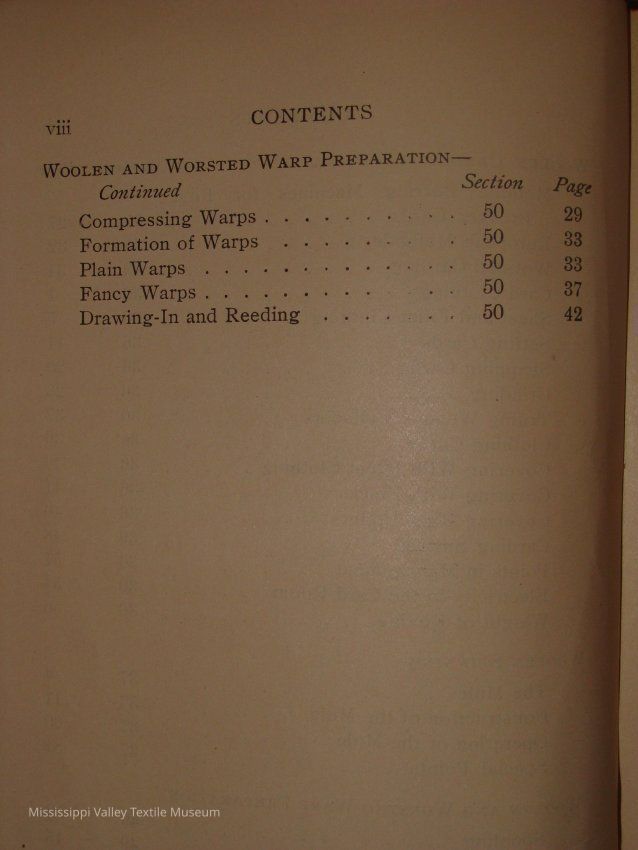 viii
CONTENTS
WOOLEN AND WORSTED WARP PREPARATION—
Continued Section Page
Compressing Warps . . . . . . . . . . 50 29
Formation of Warps . . . . . . . . . 50 33
Plain Warps . . . . . . . . . . . . . 50 33
Fancy Warps . . . . . . . . . . . . 50 37
Drawing-In and Reeding . . . . . . . 50 42
Mississippi Valley Textile Museum